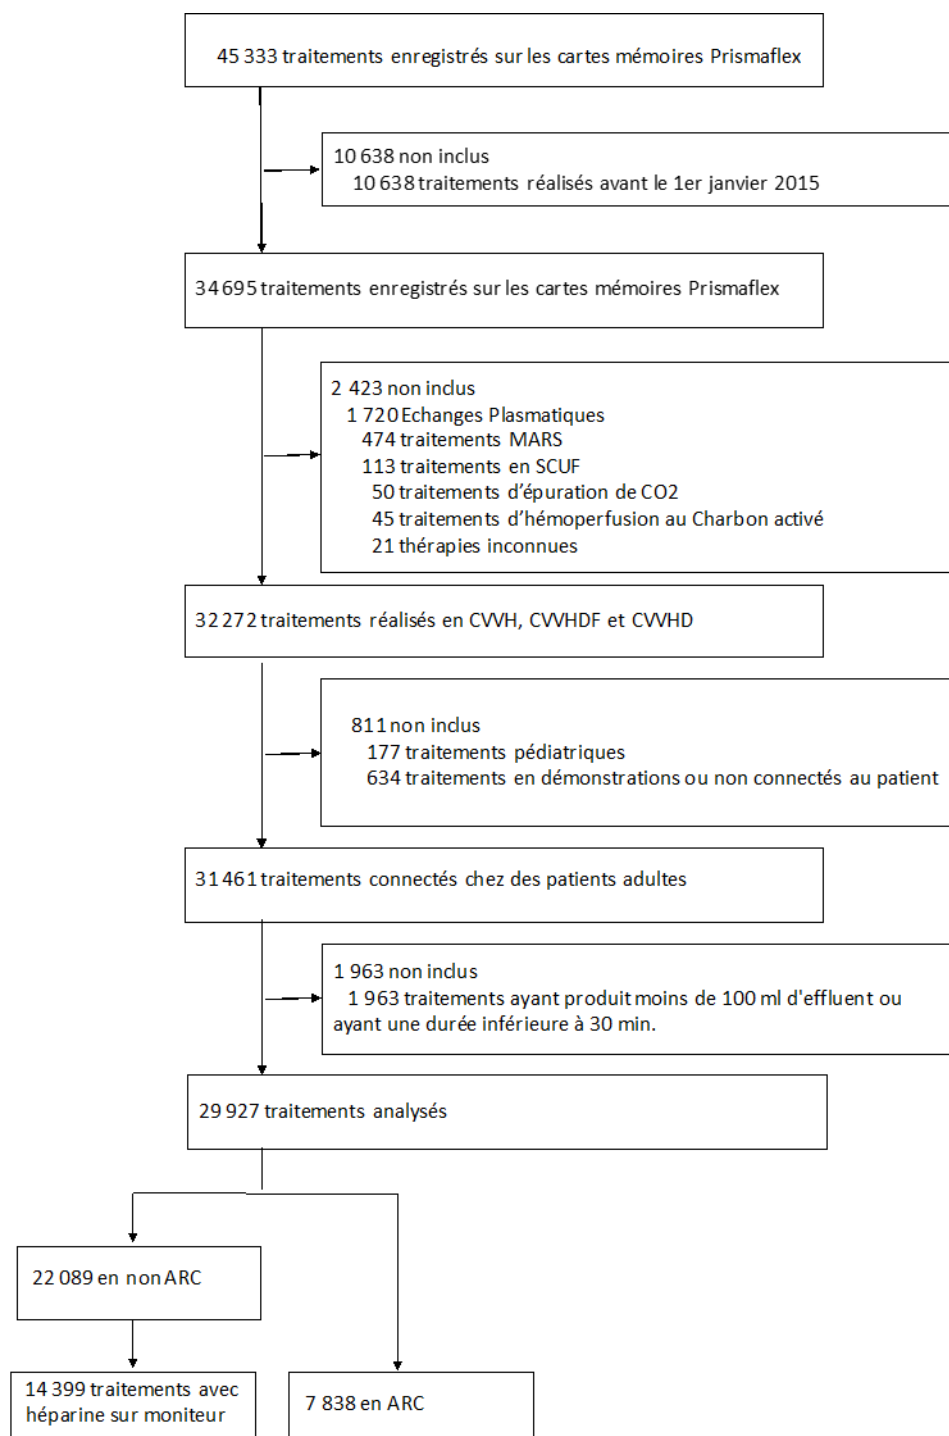 45 333 traitements enregistrés sur les cartes mémoires Prismaflex
10 638 non inclus
10 638 traitements réalisés avant le 1er janvier 2015
34 695 traitements enregistrés sur les cartes mémoires Prismaflex
2 423 non inclus
1 720 Echanges Plasmatiques
474 traitements MARS
113 traitements en SCUF
50 traitements d'épuration de CO2
45 traitements d'hémoperfusion au Charbon activé
21 thérapies inconnues
32 272 traitements réalisés en CVVH, CVVHDF et CVVHD
811 non inclus
177 traitements pédiatriques
634 traitements en démonstrations ou non connectés au patient
31 461 traitements connectés chez des patients adultes
1 963 non inclus
1 963 traitements ayant produit moins de 100 ml d'effluent ou
ayant une durée inférieure à 30 min.
29 927 traitements analysés
22 089 en non ARC
14 399 traitements avec
héparine sur moniteur
7 838 en ARC